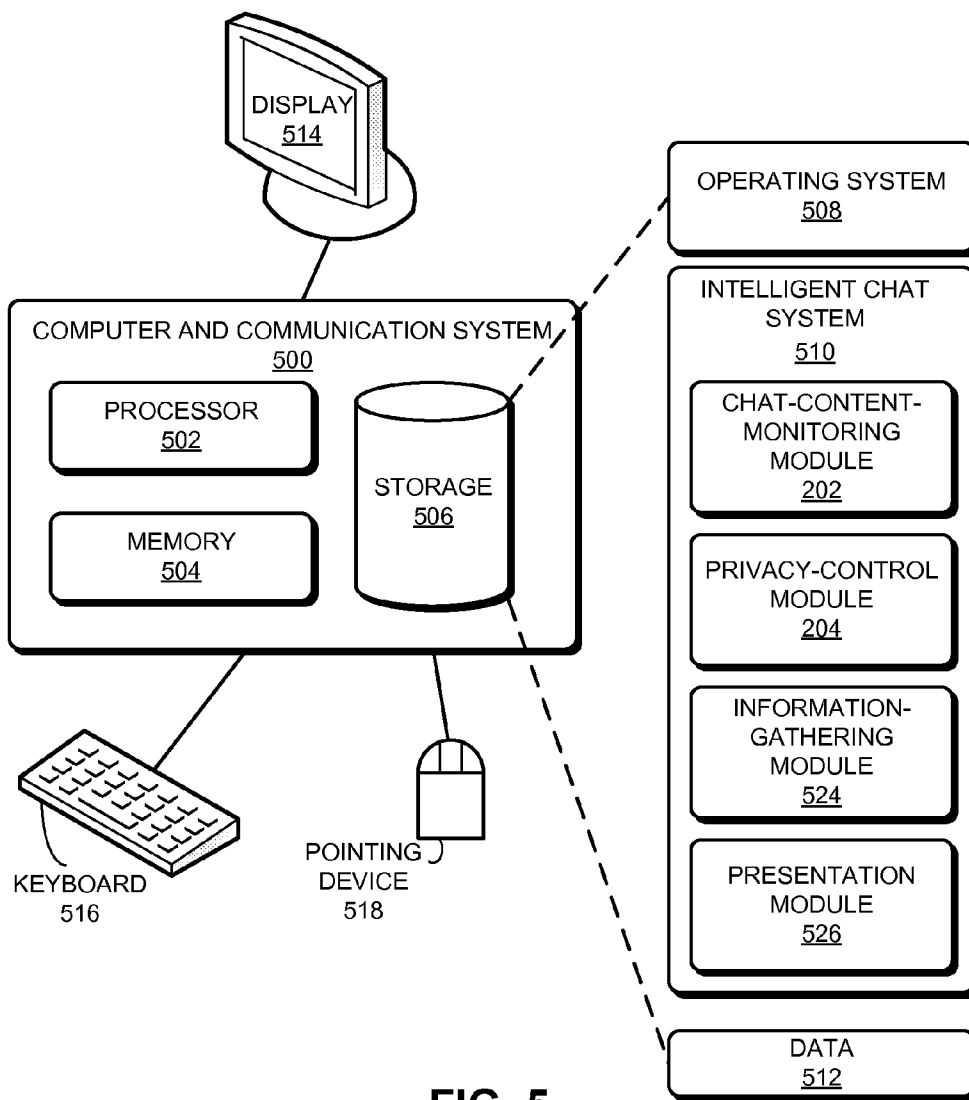 DISPLAY
514
OPERATING SYSTEM
508
COMPUTER AND COMMUNICATION SYSTEM
500
PROCESSOR
502
MEMORY
504
STORAGE
506
INTELLIGENT CHAT
SYSTEM
510
CHAT-CONTENT-
MONITORING
MODULE
202
PRIVACY-CONTROL
MODULE
204
INFORMATION-
GATHERING
MODULE
524
PRESENTATION
MODULE
526
KEYBOARD
516
POINTING
DEVICE
518
DATA
512
FIG. 5